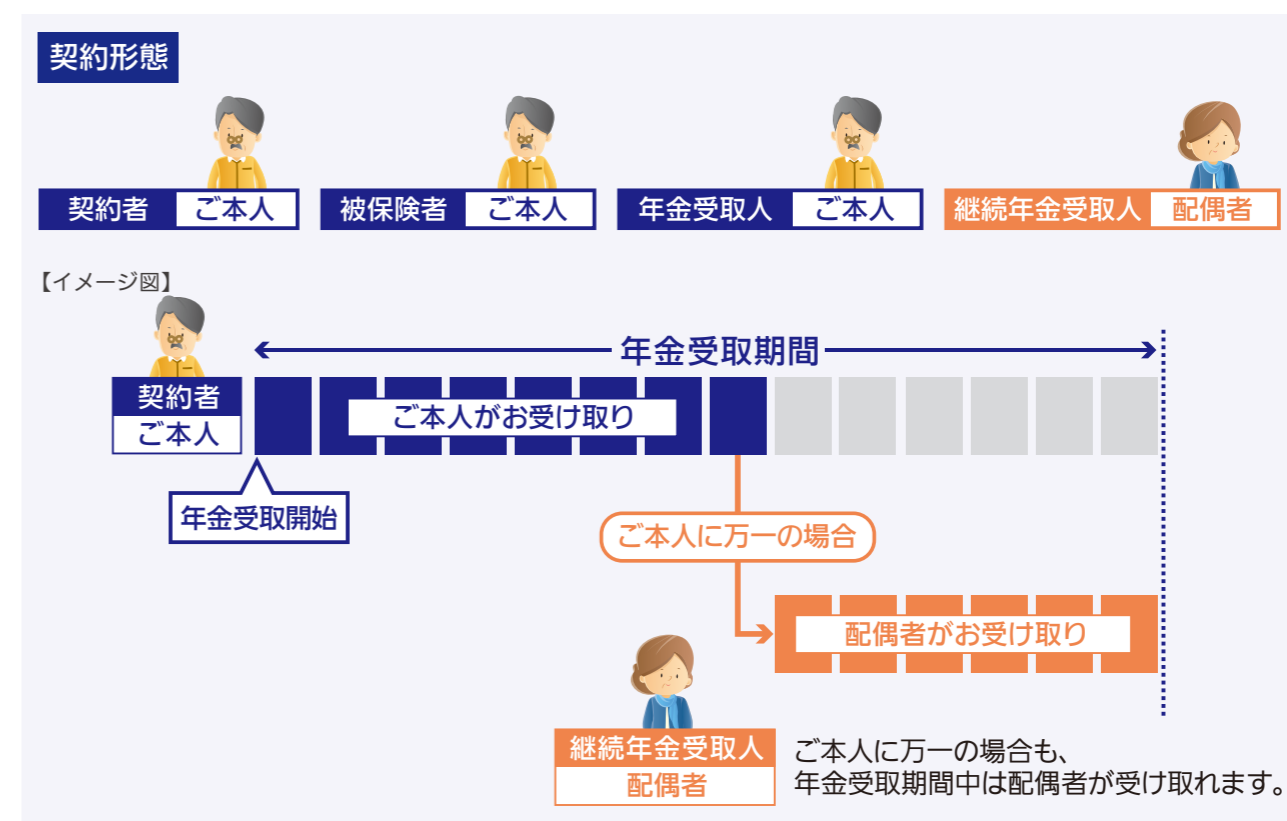 契約形態
契約者 ご本人
被保険者 ご本人
年金受取人 ご本人
継続年金受取人 配偶者
【イメージ図】
年金受取期間
契約者
ご本人
ご本人がお受け取り
年金受取開始
ご本人に万一の場合
配偶者がお受け取り
継続年金受取人
配偶者
ご本人に万一の場合も、
年金受取期間中は配偶者が受け取れます。